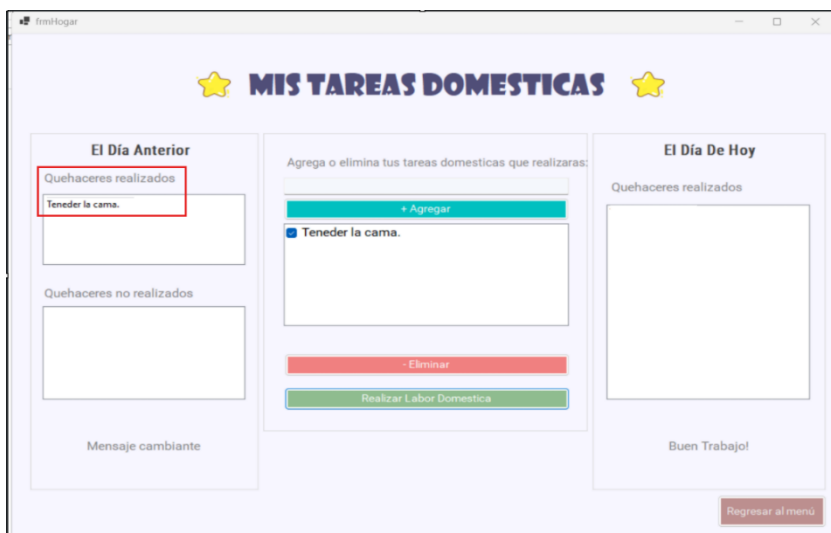 frmHogar
MIS TAREAS DOMESTICAS
El Día Anterior
Quehaceres realizados
Teneder la cama.
Quehaceres no realizados
Mensaje cambiante
Agrega o elimina tus tareas domesticas que realizaras:
+ Agregar
Teneder la cama.
- Eliminar
Realizar Labor Domestica
El Día De Hoy
Quehaceres realizados
Buen Trabajo!
Regresar al menú